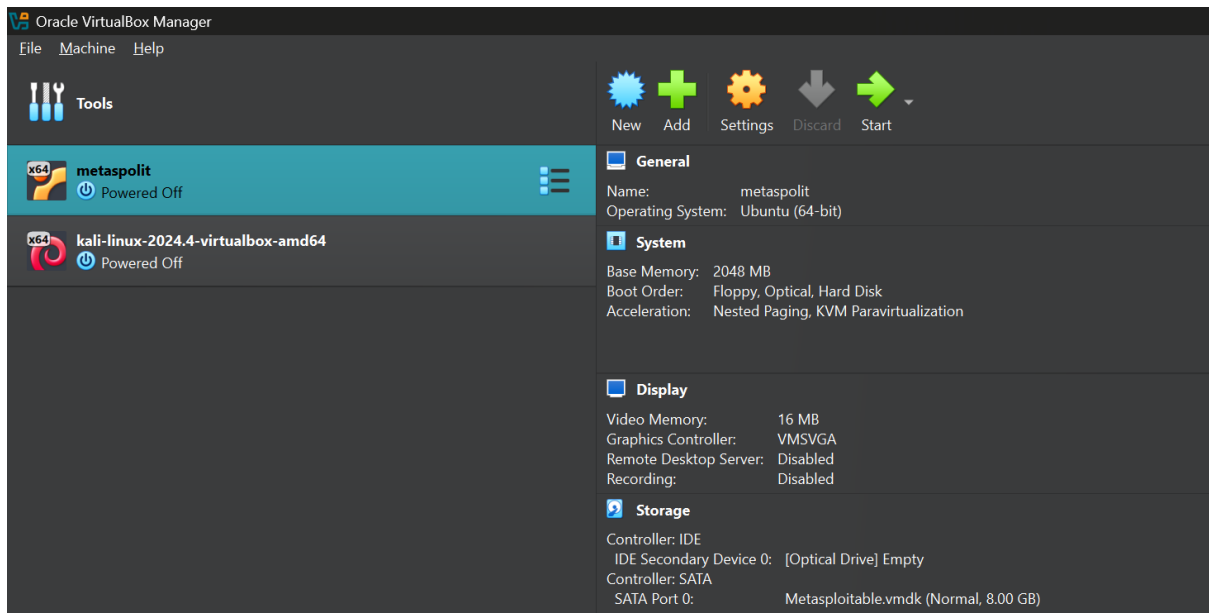 Oracle VirtualBox Manager
File Machine Help
Tools
New Add Settings Discard Start
x64 metaspolit
Powered Off
x64 kali-linux-2024.4-virtualbox-amd64
Powered Off
General
Name: metaspolit
Operating System: Ubuntu (64-bit)
System
Base Memory: 2048 MB
Boot Order: Floppy, Optical, Hard Disk
Acceleration: Nested Paging, KVM Paravirtualization
Display
Video Memory: 16 MB
Graphics Controller: VMSVGA
Remote Desktop Server: Disabled
Recording: Disabled
Storage
Controller: IDE
IDE Secondary Device 0: [Optical Drive] Empty
Controller: SATA
SATA Port 0: Metasploitable.vmdk (Normal, 8.00 GB)